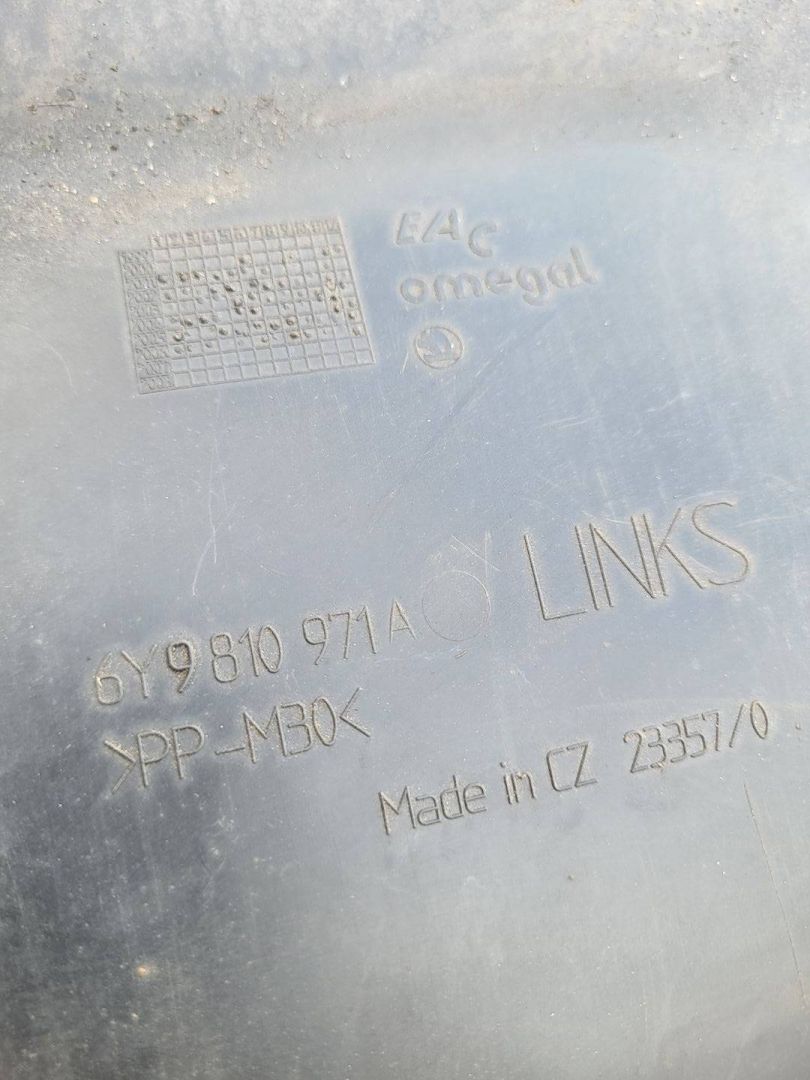 EAC
omegal
6Y9 810 971 A
LINKS
>PP-M30<
Made in CZ 23357/0